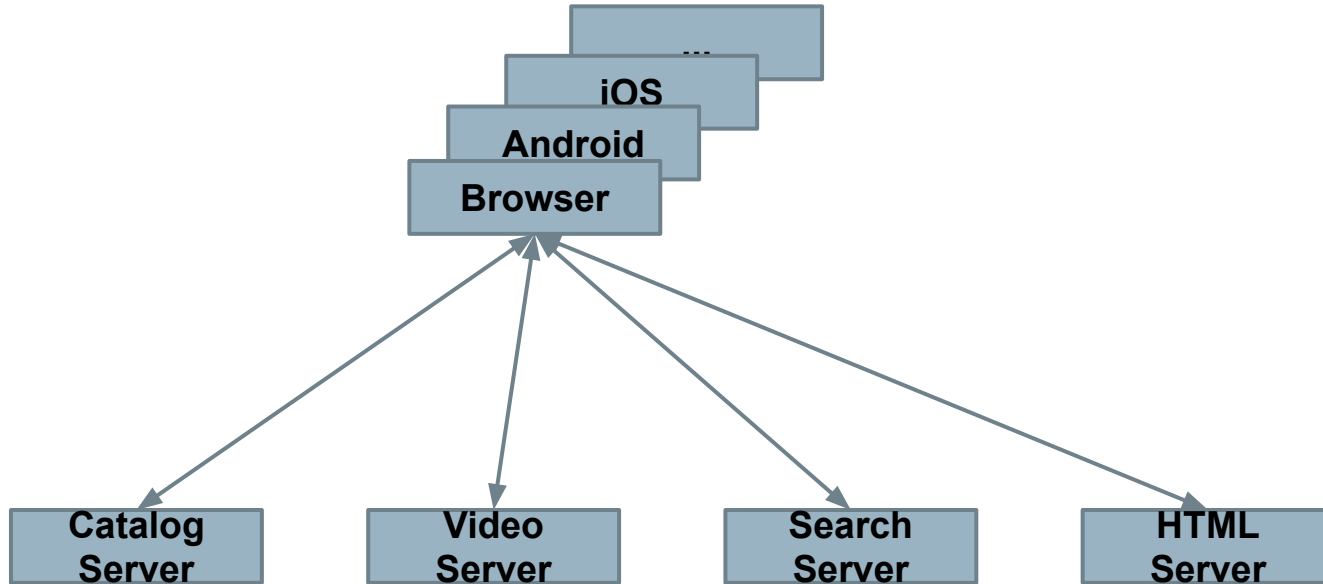 ...
iOS
Android
Browser
Catalog
Server
Video
Server
Search
Server
HTML
Server